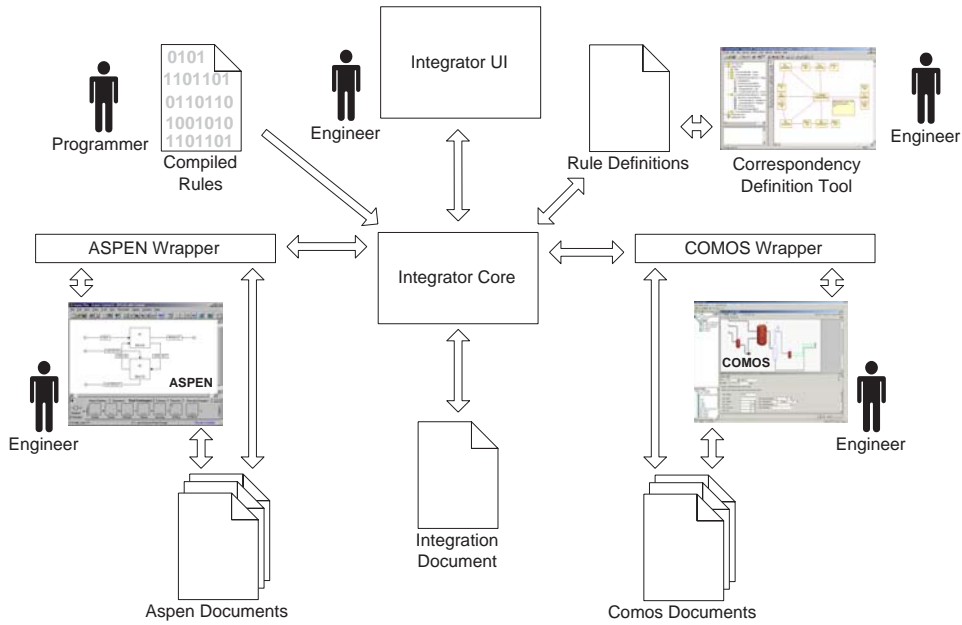 0101
1101101
0110110
1001010
1101101
Programmer
Compiled
Rules
Engineer
Integrator UI
Rule Definitions
Correspondency
Definition Tool
Engineer
ASPEN Wrapper
Integrator Core
COMOS Wrapper
ASPEN
Engineer
COMOS
Engineer
Integration
Document
Aspen Documents
Comos Documents